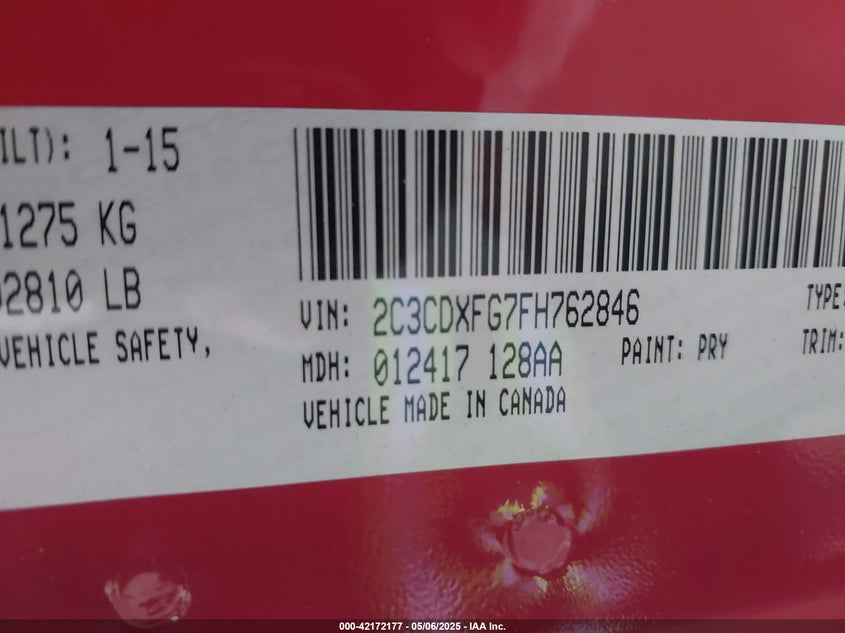 ILT): 1-15
1275 KG
2810 LB
VEHICLE SAFETY,
VIN: 2C3CDXFG7FH762846
TYPE:
MDH: 012417 128AA
PAINT: PRY
TRIM:
VEHICLE MADE IN CANADA
000-42172177 - 05/06/2025 - IAA Inc.